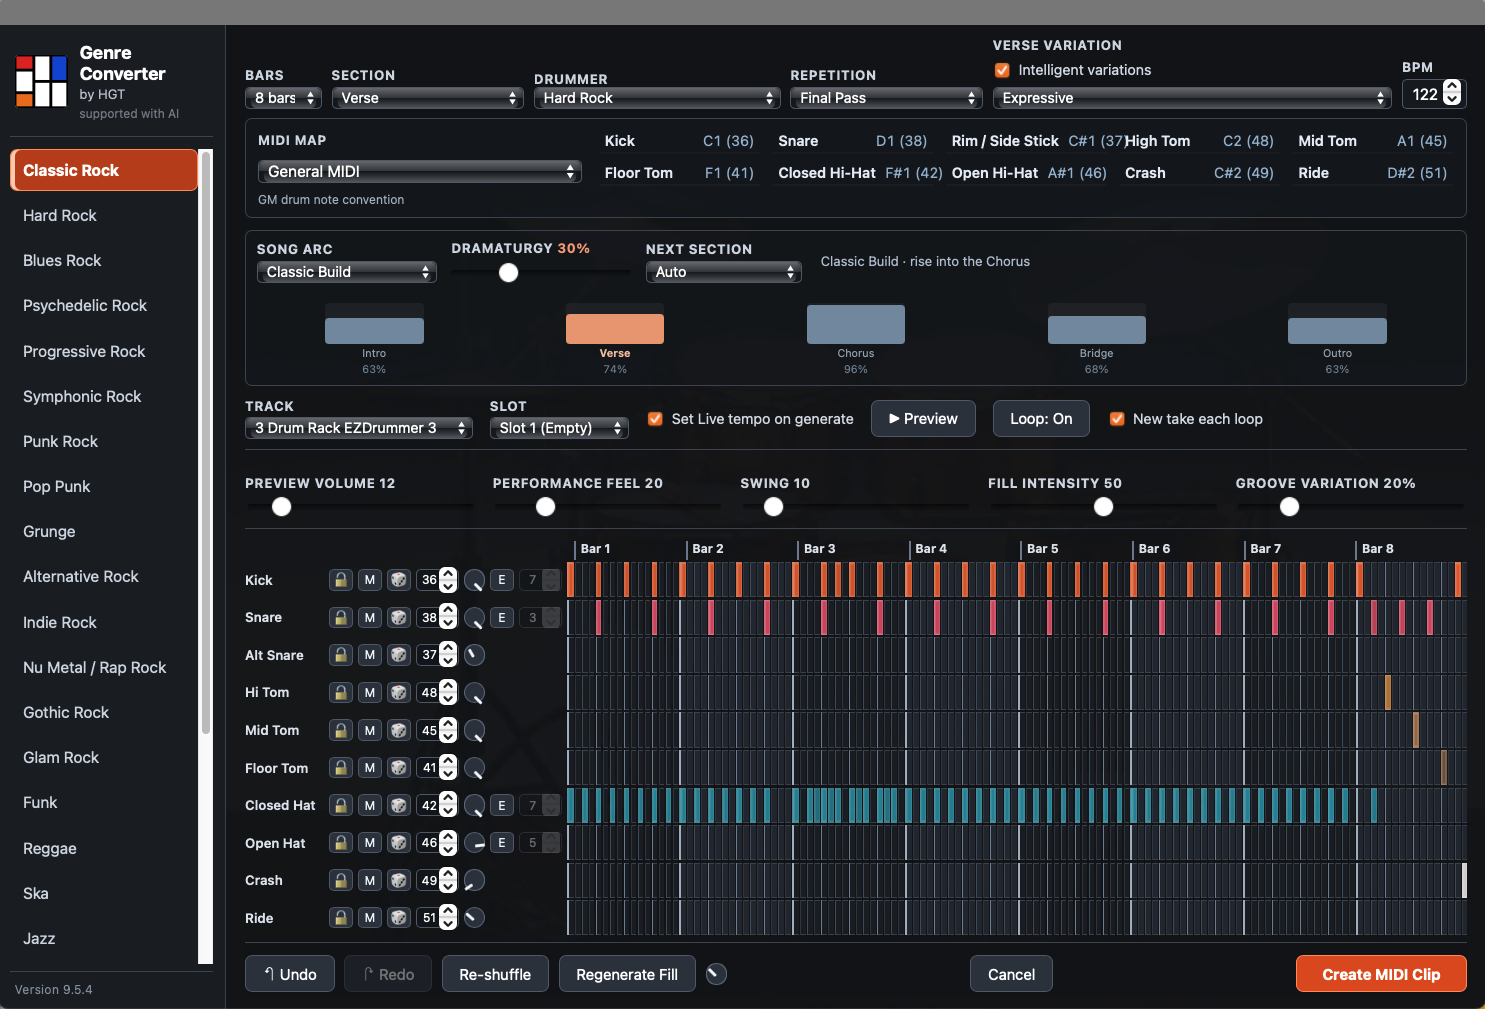 Genre
Converter
by HGT
supported with AI
Classic Rock
Hard Rock
Blues Rock
Psychedelic Rock
Progressive Rock
Symphonic Rock
Punk Rock
Pop Punk
Grunge
Alternative Rock
Indie Rock
Nu Metal / Rap Rock
Gothic Rock
Glam Rock
Funk
Reggae
Ska
Jazz
Version 9.5.4
BARS
8 bars
SECTION
Verse
DRUMMER
Hard Rock
REPETITION
Final Pass
VERSE VARIATION
Intelligent variations
Expressive
BPM
122
MIDI MAP
General MIDI
GM drum note convention
Kick C1 (36)
Snare D1 (38)
Rim / Side Stick C#1 (37)
High Tom C2 (48)
Mid Tom A1 (45)
Floor Tom F1 (41)
Closed Hi-Hat F#1 (42)
Open Hi-Hat A#1 (46)
Crash C#2 (49)
Ride D#2 (51)
SONG ARC
Classic Build
DRAMATURGY 30%
NEXT SECTION
Auto
Classic Build · rise into the Chorus
Intro
63%
Verse
74%
Chorus
96%
Bridge
68%
Outro
63%
TRACK
3 Drum Rack EZDrummer 3
SLOT
Slot 1 (Empty)
Set Live tempo on generate
Preview
Loop: On
New take each loop
PREVIEW VOLUME 12
PERFORMANCE FEEL 20
SWING 10
FILL INTENSITY 50
GROOVE VARIATION 20%
Bar 1 Bar 2 Bar 3 Bar 4 Bar 5 Bar 6 Bar 7 Bar 8
Kick M 36 E 7
Snare M 38 E 3
Alt Snare M 37
Hi Tom M 48
Mid Tom M 45
Floor Tom M 41
Closed Hat M 42 E 7
Open Hat M 46 E 5
Crash M 49
Ride M 51
Undo
Redo
Re-shuffle
Regenerate Fill
Cancel
Create MIDI Clip